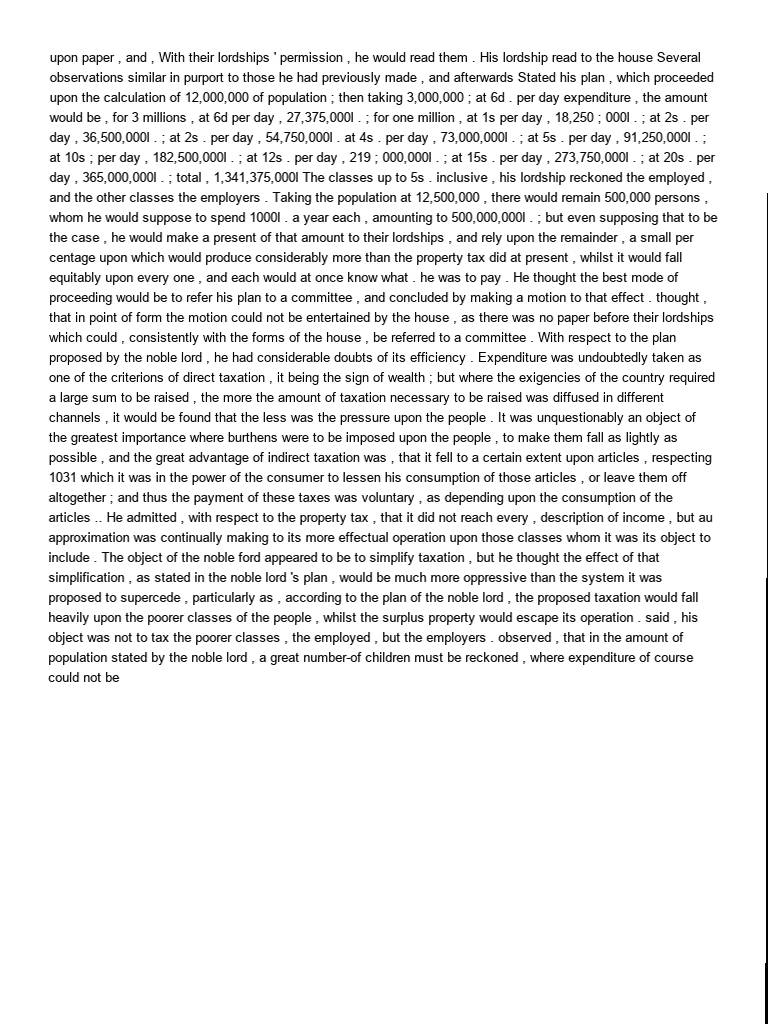 upon paper , and , With their lordships ' permission , he would read them . His lordship read to the house Several
observations similar in purport to those he had previously made , and afterwards Stated his plan , which proceeded
upon the calculation of 12,000,000 of population ; then taking 3,000,000 ; at 6d . per day expenditure , the amount
would be , for 3 millions , at 6d per day , 27,375,000l . ; for one million , at 1s per day , 18,250 ; 000l . ; at 2s . per
day , 36,500,000l . ; at 2s . per day , 54,750,000l . at 4s . per day , 73,000,000l . ; at 5s . per day , 91,250,000l . ;
at 10s ; per day , 182,500,000l . ; at 12s . per day , 219 ; 000,000l . ; at 15s . per day , 273,750,000l . ; at 20s . per
day , 365,000,000l . ; total , 1,341,375,000l The classes up to 5s . inclusive , his lordship reckoned the employed ,
and the other classes the employers . Taking the population at 12,500,000 , there would remain 500,000 persons ,
whom he would suppose to spend 1000l . a year each , amounting to 500,000,000l . ; but even supposing that to be
the case , he would make a present of that amount to their lordships , and rely upon the remainder , a small per
centage upon which would produce considerably more than the property tax did at present , whilst it would fall
equitably upon every one , and each would at once know what . he was to pay . He thought the best mode of
proceeding would be to refer his plan to a committee , and concluded by making a motion to that effect . thought ,
that in point of form the motion could not be entertained by the house , as there was no paper before their lordships
which could , consistently with the forms of the house , be referred to a committee . With respect to the plan
proposed by the noble lord , he had considerable doubts of its efficiency . Expenditure was undoubtedly taken as
one of the criterions of direct taxation , it being the sign of wealth ; but where the exigencies of the country required
a large sum to be raised , the more the amount of taxation necessary to be raised was diffused in different
channels , it would be found that the less was the pressure upon the people . It was unquestionably an object of
the greatest importance where burthens were to be imposed upon the people , to make them fall as lightly as
possible , and the great advantage of indirect taxation was , that it fell to a certain extent upon articles , respecting
1031 which it was in the power of the consumer to lessen his consumption of those articles , or leave them off
altogether ; and thus the payment of these taxes was voluntary , as depending upon the consumption of the
articles .. He admitted , with respect to the property tax , that it did not reach every , description of income , but au
approximation was continually making to its more effectual operation upon those classes whom it was its object to
include . The object of the noble ford appeared to be to simplify taxation , but he thought the effect of that
simplification , as stated in the noble lord 's plan , would be much more oppressive than the system it was
proposed to supercede , particularly as , according to the plan of the noble lord , the proposed taxation would fall
heavily upon the poorer classes of the people , whilst the surplus property would escape its operation . said , his
object was not to tax the poorer classes , the employed , but the employers . observed , that in the amount of
population stated by the noble lord , a great number-of children must be reckoned , where expenditure of course
could not be